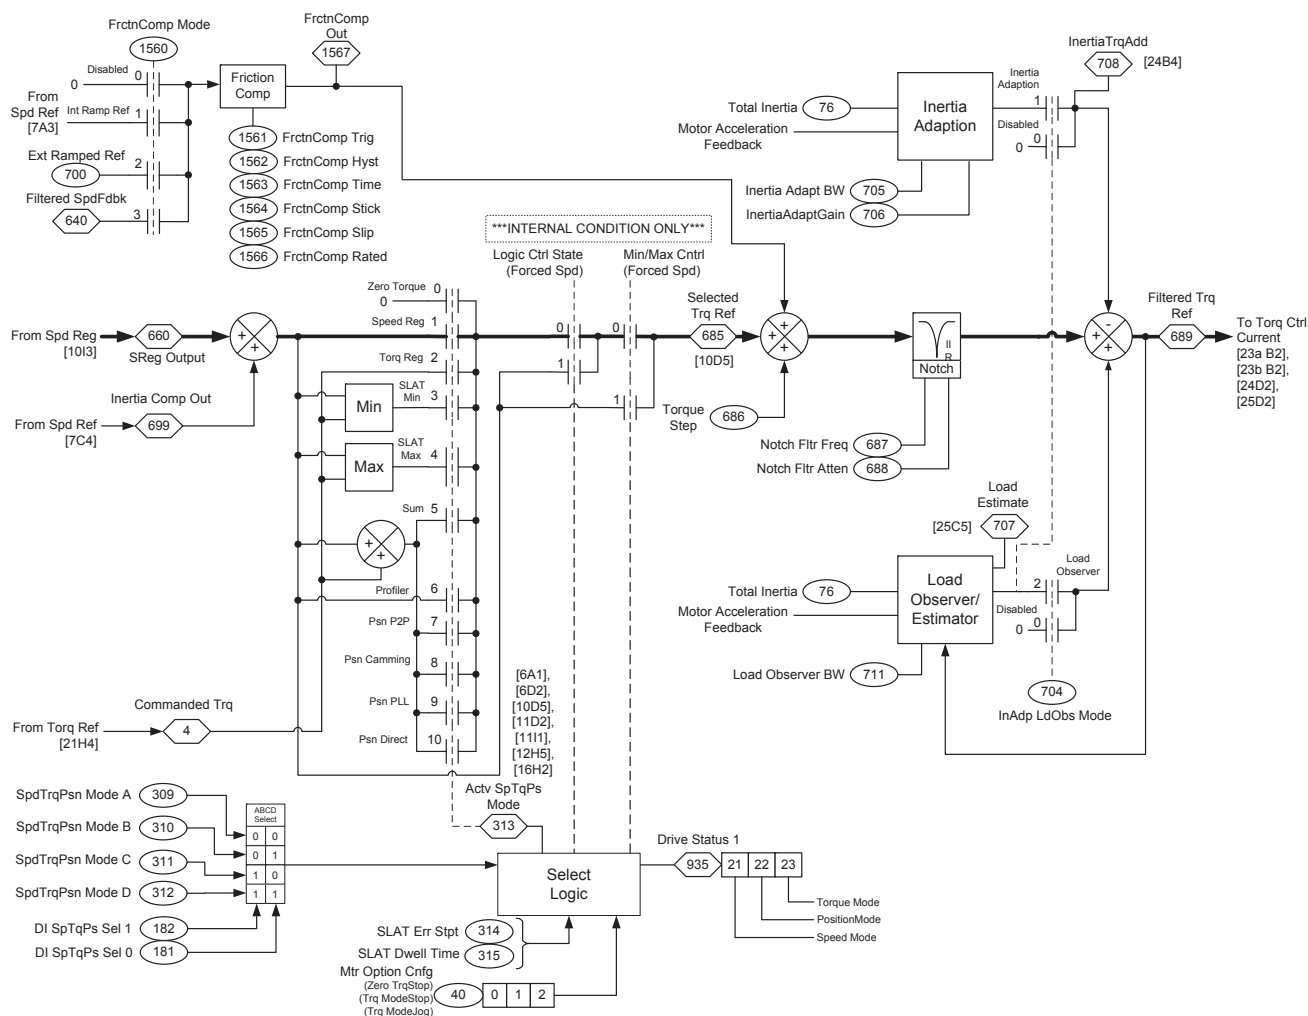 FrctnComp Mode
1560
Disabled
0
0
From
Spd Ref
[7A3]
Int Ramp Ref
1
Ext Ramped Ref
700
2
Filtered SpdFdbk
640
3
Friction
Comp
FrctnComp
Out
1567
1561 FrctnComp Trig
1562 FrctnComp Hyst
1563 FrctnComp Time
1564 FrctnComp Stick
1565 FrctnComp Slip
1566 FrctnComp Rated
***INTERNAL CONDITION ONLY***
Logic Ctrl State
(Forced Spd)
Min/Max Cntrl
(Forced Spd)
Total Inertia 76
Motor Acceleration
Feedback
Inertia
Adaption
Inertia Adapt BW 705
InertiaAdaptGain 706
Inertia
Adaption
1
Disabled
0
0
InertiaTrqAdd
708
[24B4]
From Spd Reg
[10I3]
660
SReg Output
+
+
Inertia Comp Out
From Spd Ref
[7C4]
699
Zero Torque 0
0
Speed Reg 1
Torq Reg 2
Min
SLAT
Min 3
Max
SLAT
Max 4
+
+
Sum 5
Profiler 6
Psn P2P 7
Psn Camming 8
Psn PLL 9
Psn Direct 10
0
1
0
1
Selected
Trq Ref
685
[10D5]
+
+
+
Torque
Step
686
II
R
Notch
Notch Fltr Freq 687
Notch Fltr Atten 688
-
+
+
Filtered Trq
Ref
689
To Torq Ctrl
Current
[23a B2],
[23b B2],
[24D2],
[25D2]
Load
Estimate
[25C5]
707
Total Inertia 76
Motor Acceleration
Feedback
Load
Observer/
Estimator
Load Observer BW 711
Load
Observer
2
Disabled
0
0
704
InAdp LdObs Mode
From Torq Ref
[21H4]
Commanded Trq
4
[6A1],
[6D2],
[10D5],
[11D2],
[11I1],
[12H5],
[16H2]
Actv SpTqPs
Mode
313
SpdTrqPsn Mode A 309
SpdTrqPsn Mode B 310
SpdTrqPsn Mode C 311
SpdTrqPsn Mode D 312
DI SpTqPs Sel 1 182
DI SpTqPs Sel 0 181
ABCD
Select
0 0
0 1
1 0
1 1
Select
Logic
Drive Status 1
935 21 22 23
Torque Mode
PositionMode
Speed Mode
SLAT Err Stpt 314
SLAT Dwell Time 315
Mtr Option Cnfg
(Zero TrqStop)
(Trq ModeStop)
(Trq ModeJog)
40 0 1 2